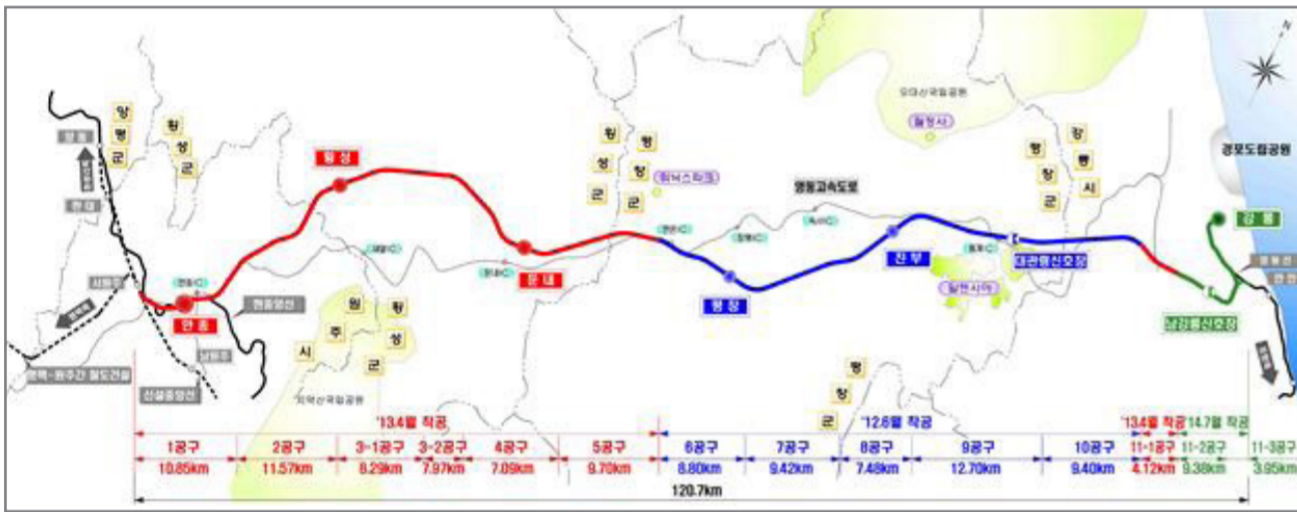 N
오대산국립공원
월정사
경포도립공원
양평군
횡성군
횡성
횡성군
평창군
휘닉스파크
영동고속도로
평창군
강릉시
강릉
진부
대관령신호장
둔내
평창
만종
원주시
횡성군
남강릉신호장
현중앙선
평택~원주간 철도건설
신설중앙선
치악산국립공원
평창군
'13.4월 착공
'12.6월 착공
'13.4월 착공
'14.7월 착공
1공구
2공구
3-1공구
3-2공구
4공구
5공구
6공구
7공구
8공구
9공구
10공구
11-1공구
11-2공구
11-3공구
10.85km
11.57km
8.29km
7.97km
7.09km
9.70km
8.80km
9.42km
7.48km
12.70km
9.40km
4.12km
9.38km
3.95km
120.7km